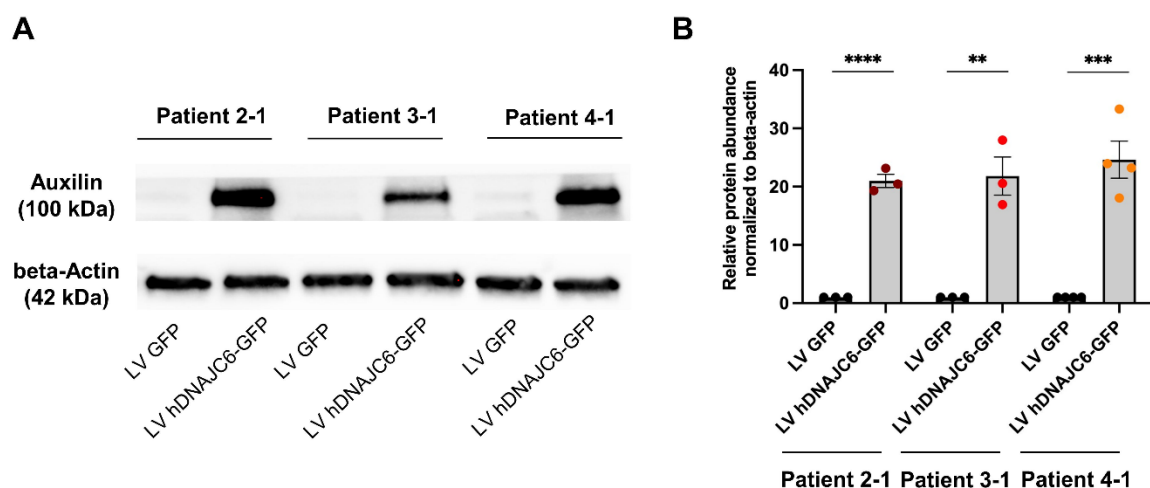 A
Patient 2-1 Patient 3-1 Patient 4-1
Auxilin
(100 kDa)
beta-Actin
(42 kDa)
LV GFP
LV hDNAJC6-GFP
LV GFP
LV hDNAJC6-GFP
LV GFP
LV hDNAJC6-GFP
B
Relative protein abundance
normalized to beta-actin
40
30
20
10
0
**** ** ***
LV GFP
LV hDNAJC6-GFP
LV GFP
LV hDNAJC6-GFP
LV GFP
LV hDNAJC6-GFP
Patient 2-1 Patient 3-1 Patient 4-1